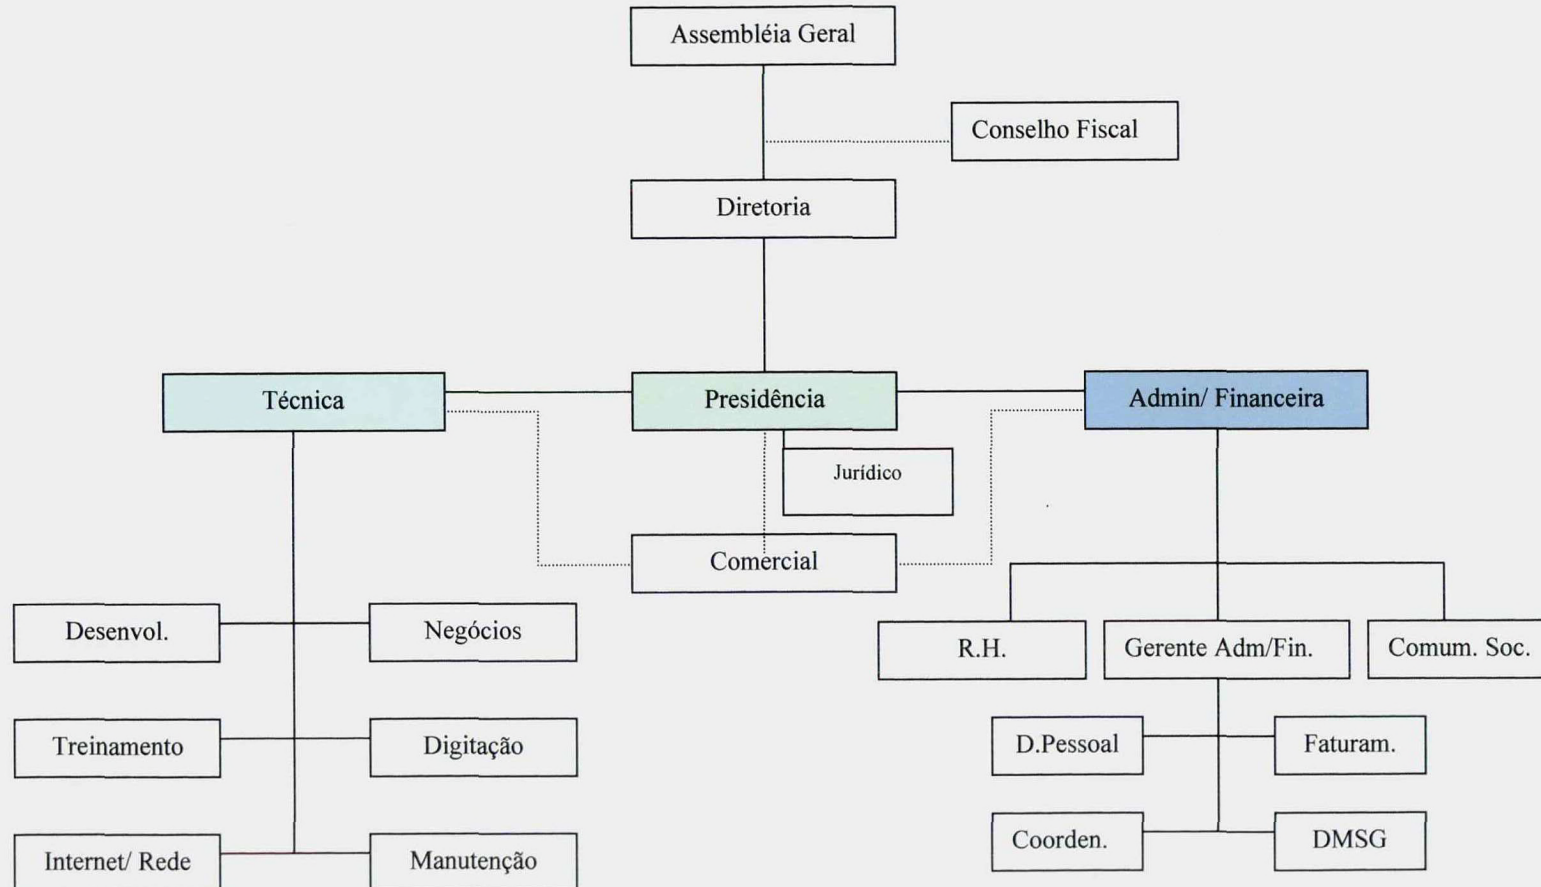 Assembléia Geral
Conselho Fiscal
Diretoria
Técnica
Presidência
Admin/ Financeira
Jurídico
Comercial
Desenvol.
Negócios
R.H.
Gerente Adm/Fin.
Comum. Soc.
Treinamento
Digitação
D.Pessoal
Faturam.
Internet/ Rede
Manutenção
Coorden.
DMSG